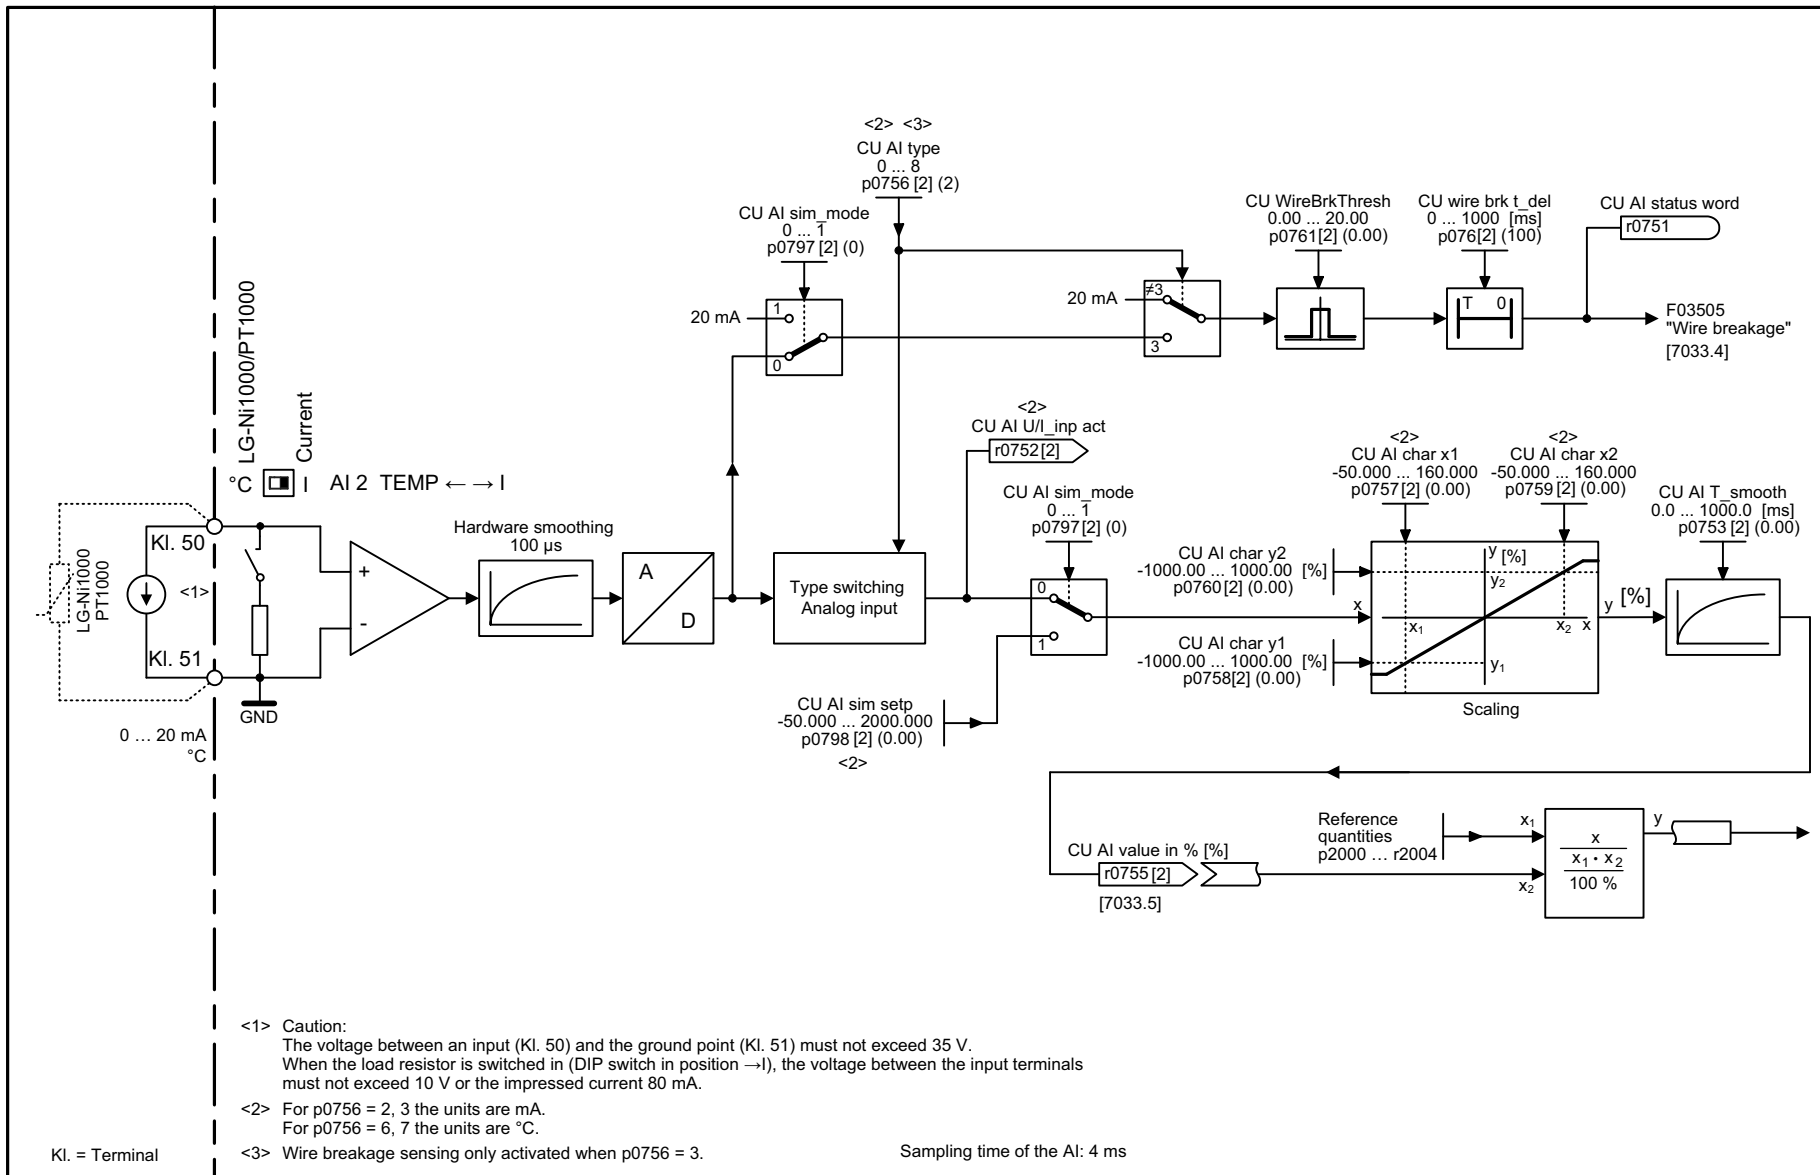 <2> <3>
CU AI type
0 ... 8
p0756 [2] (2)
CU AI sim_mode
0 ... 1
p0797 [2] (0)
1
20 mA
0
≠3
20 mA
3
CU WireBrkThresh
0.00 ... 20.00
p0761[2] (0.00)
CU wire brk t_del
0 ... 1000 [ms]
p076[2] (100)
T 0
CU AI status word
r0751
F03505
"Wire breakage"
[7033.4]
LG-Ni1000/PT1000
Current
°C I AI 2 TEMP ← → I
LG-Ni1000
PT1000
Kl. 50
<1>
Kl. 51
GND
0 ... 20 mA
°C
+
-
Hardware smoothing
100 µs
A
D
Type switching
Analog input
<2>
CU AI U/I_inp act
r0752[2]
CU AI sim_mode
0 ... 1
p0797[2] (0)
0
1
CU AI sim setp
-50.000 ... 2000.000
p0798 [2] (0.00)
<2>
CU AI char y2
-1000.00 ... 1000.00 [%]
p0760[2] (0.00)
x
CU AI char y1
-1000.00 ... 1000.00 [%]
p0758[2] (0.00)
<2>
CU AI char x1
-50.000 ... 160.000
p0757[2] (0.00)
<2>
CU AI char x2
-50.000 ... 160.000
p0759[2] (0.00)
y [%]
y2
x1
x2 x
y1
Scaling
y [%]
CU AI T_smooth
0.0 ... 1000.0 [ms]
p0753 [2] (0.00)
CU AI value in % [%]
r0755[2]
[7033.5]
Reference
quantities
p2000 ... r2004
x1
x2
x
x1 · x2
100 %
y
<1> Caution:
The voltage between an input (Kl. 50) and the ground point (Kl. 51) must not exceed 35 V.
When the load resistor is switched in (DIP switch in position →I), the voltage between the input terminals
must not exceed 10 V or the impressed current 80 mA.
<2> For p0756 = 2, 3 the units are mA.
For p0756 = 6, 7 the units are °C.
<3> Wire breakage sensing only activated when p0756 = 3.
Kl. = Terminal
Sampling time of the AI: 4 ms